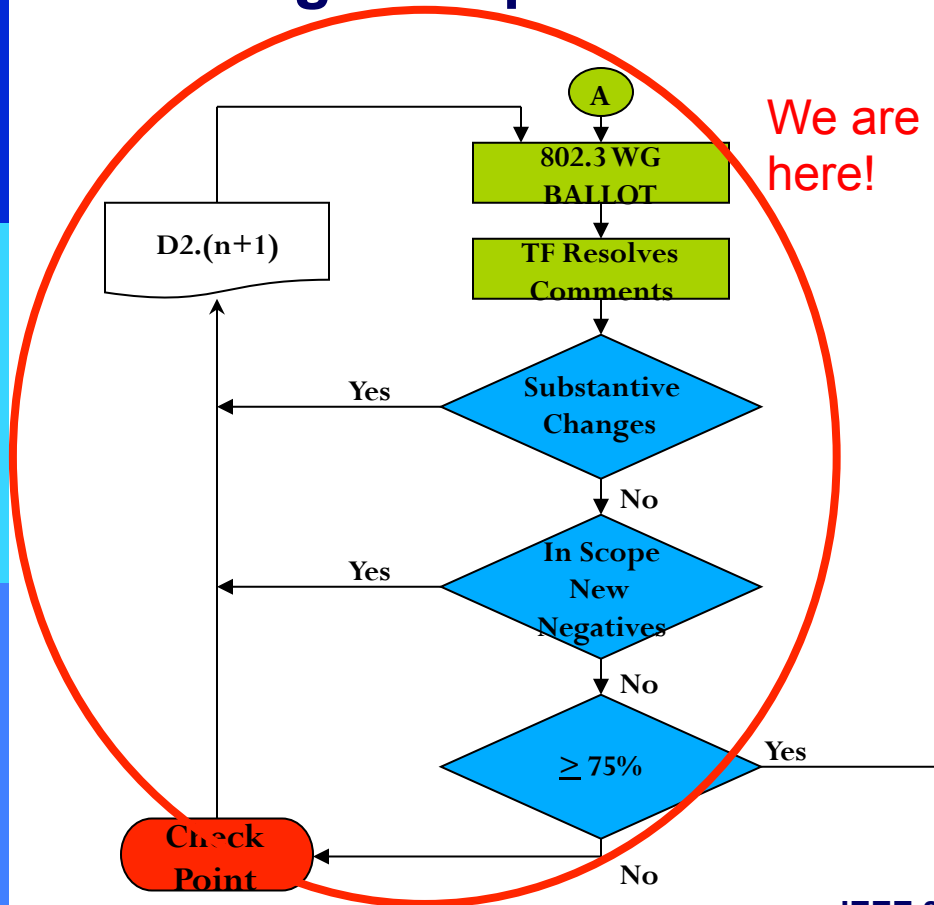 A
We are
here!
802.3 WG
BALLOT
D2.(n+1)
TF Resolves
Comments
Yes
Substantive
Changes
No
Yes
In Scope
New
Negatives
No
≥ 75%
Yes
Check
Point
No